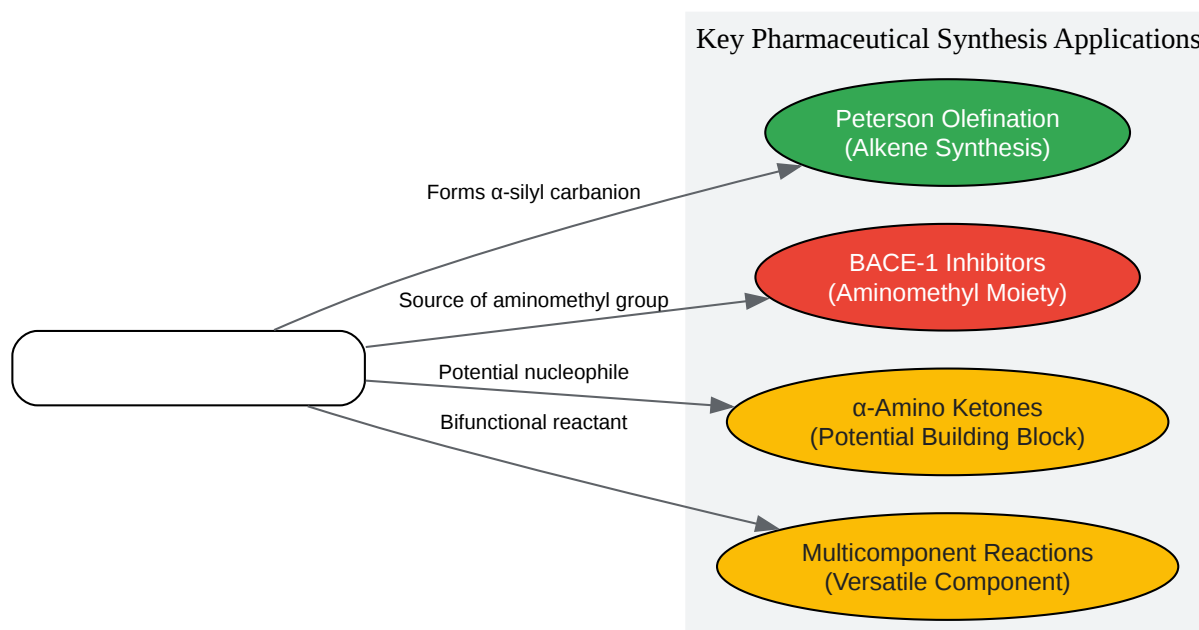 Key Pharmaceutical Synthesis Applications
Peterson Olefination
(Alkene Synthesis)
Forms α-silyl carbanion
BACE-1 Inhibitors
(Aminomethyl Moiety)
Source of aminomethyl group
Potential nucleophile
α-Amino Ketones
(Potential Building Block)
Bifunctional reactant
Multicomponent Reactions
(Versatile Component)